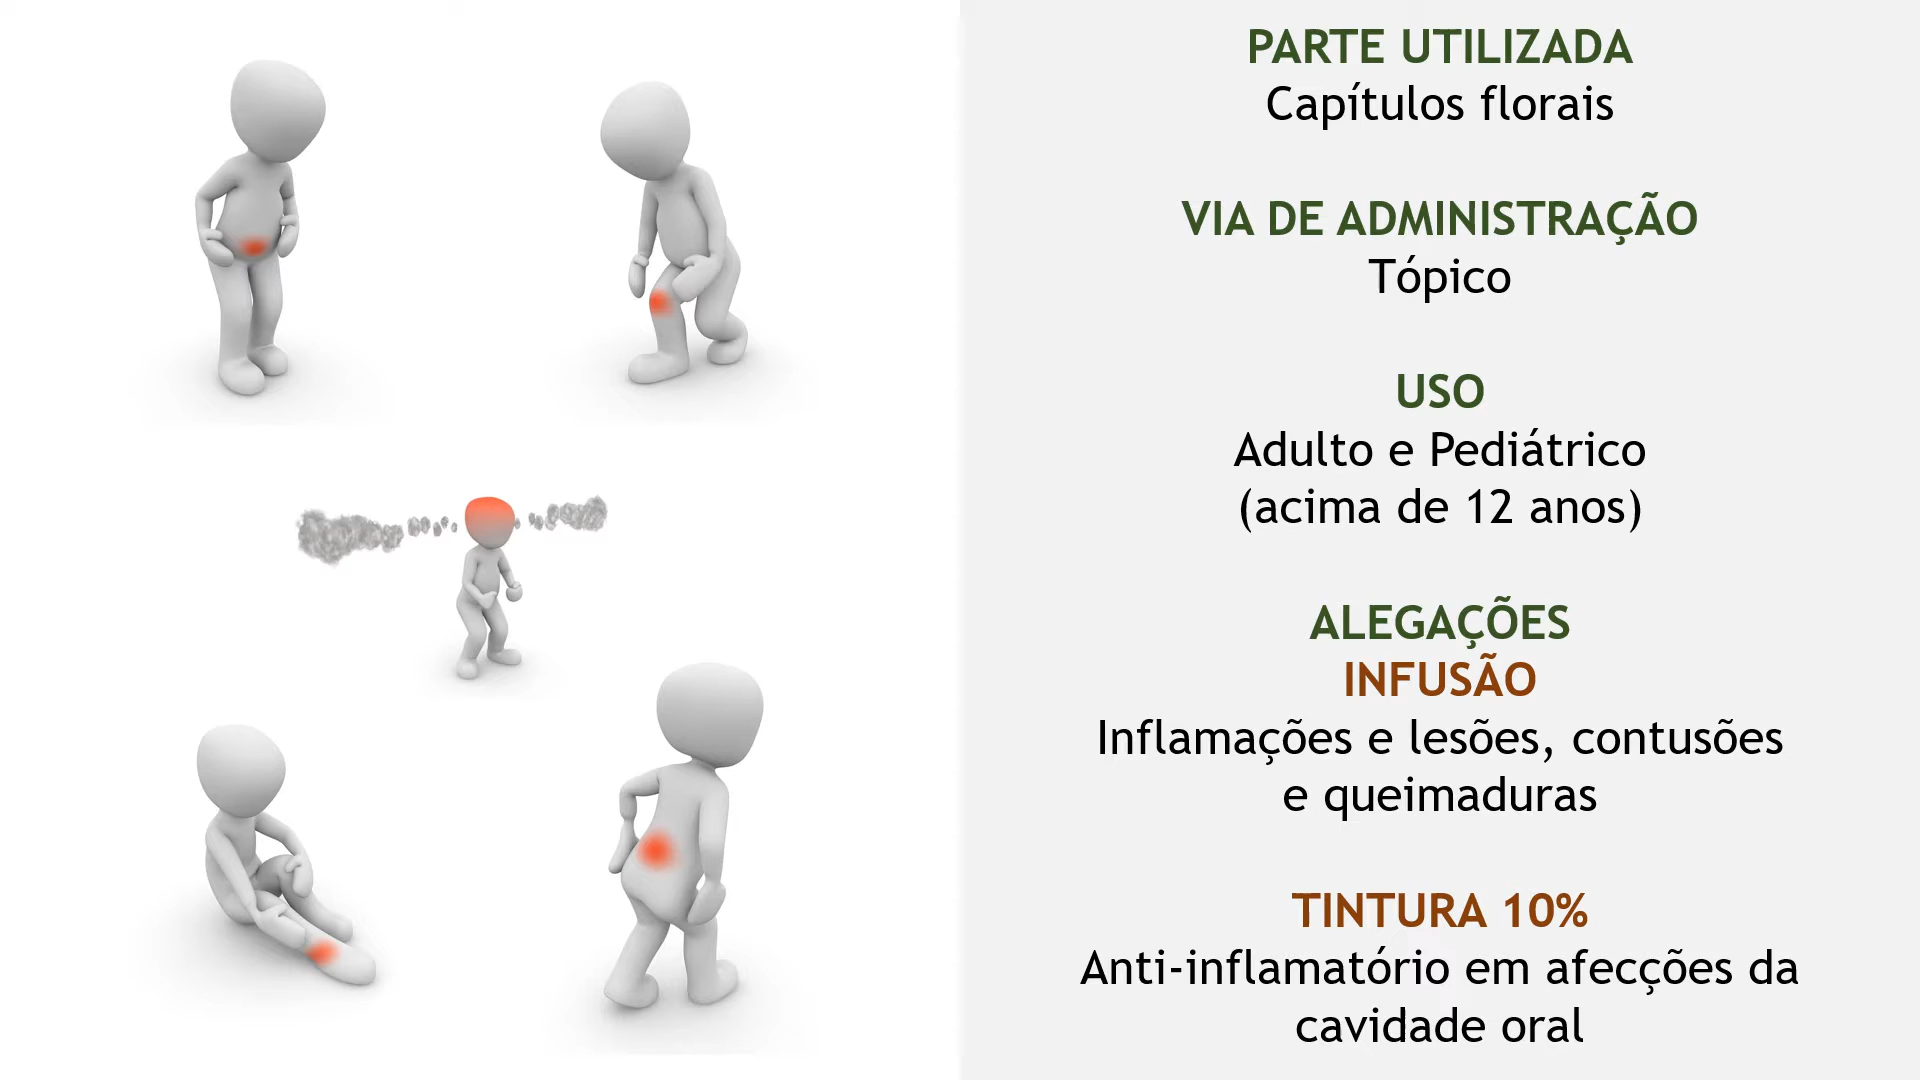 PARTE UTILIZADA
Capítulos florais
VIA DE ADMINISTRAÇÃO
Tópico
USO
Adulto e Pediátrico
(acima de 12 anos)
ALEGAÇÕES
INFUSÃO
Inflamações e lesões, contusões
e queimaduras
TINTURA 10%
Anti-inflamatório em afecções da
cavidade oral